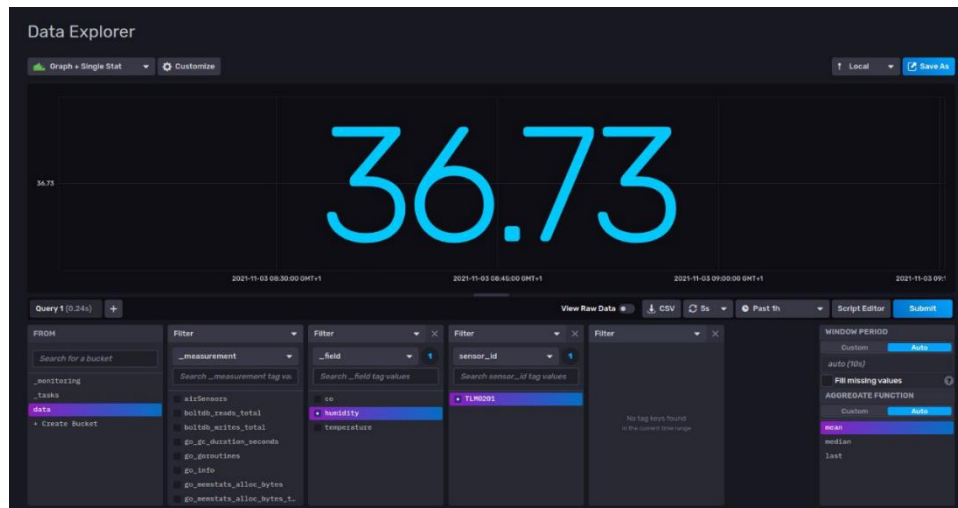 Data Explorer
Graph + Single Stat
Customize
Local
Save As
36.73
36.73
2021-11-03 08:30:00 GMT+1
2021-11-03 08:45:00 GMT+1
2021-11-03 09:00:00 GMT+1
2021-11-03 09:1
Query 1 (0.24s)
+
View Raw Data
CSV
5s
Past 1h
Script Editor
Submit
FROM
Search for a bucket
_monitoring
_tasks
data
+ Create Bucket
Filter
_measurement
Search _measurement tag va
airSensors
boltdb_reads_total
boltdb_writes_total
go_gc_duration_seconds
go_goroutines
go_info
go_memstats_alloc_bytes
go_memstats_alloc_bytes_t…
Filter
_field
1
Search _field tag values
co
humidity
temperature
Filter
sensor_id
1
Search sensor_id tag values
TLM0201
Filter
No tag keys found
in the current time range
WINDOW PERIOD
Custom
Auto
auto (10s)
Fill missing values
?
AGGREGATE FUNCTION
Custom
Auto
mean
median
last